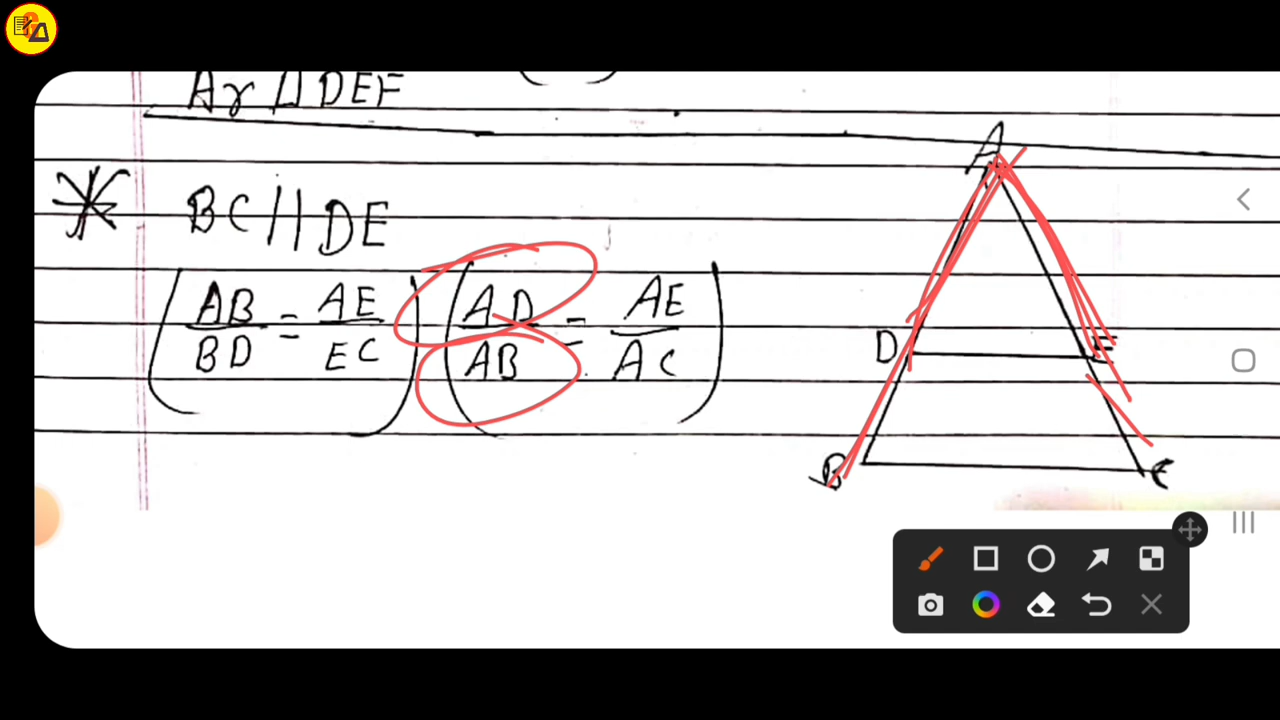 Ar △DEF
BC || DE
(AB/BD = AE/EC) (AD/AB = AE/AC)
A
D E
B C